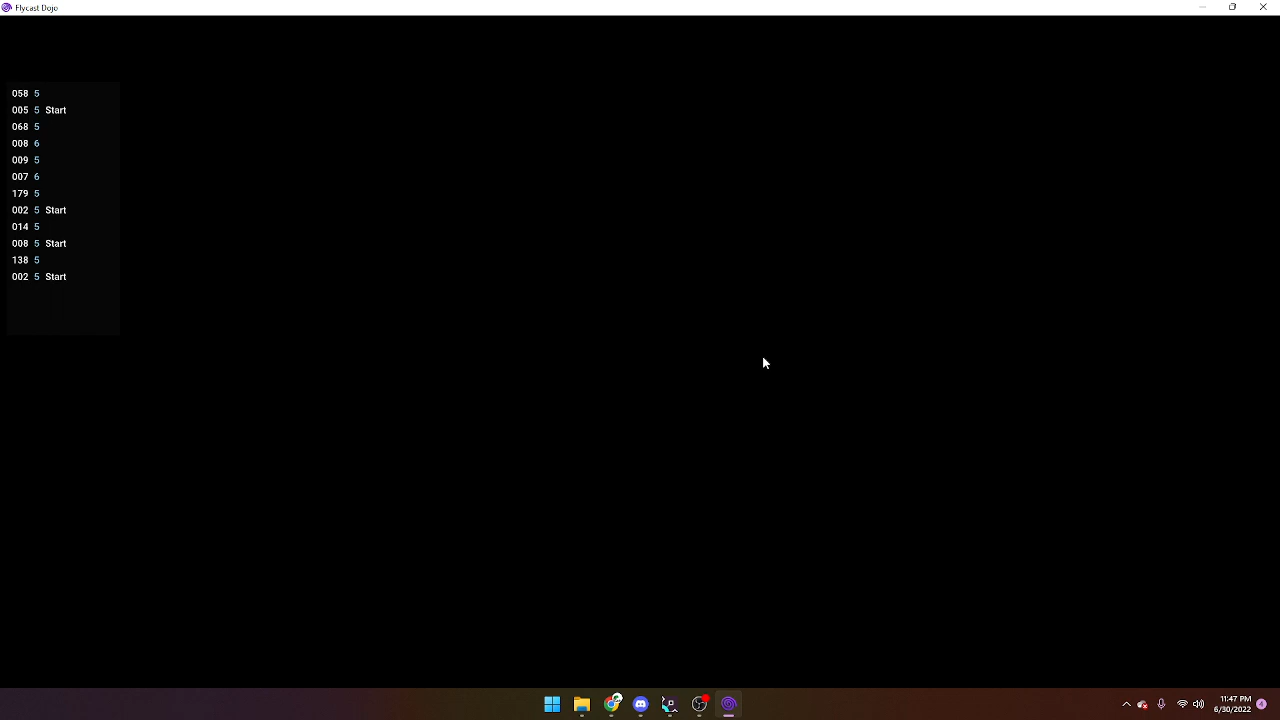 Flycast Dojo
058 5
005 5 Start
068 5
008 6
009 5
007 6
179 5
002 5 Start
014 5
008 5 Start
138 5
002 5 Start
11:47 PM
6/30/2022
4